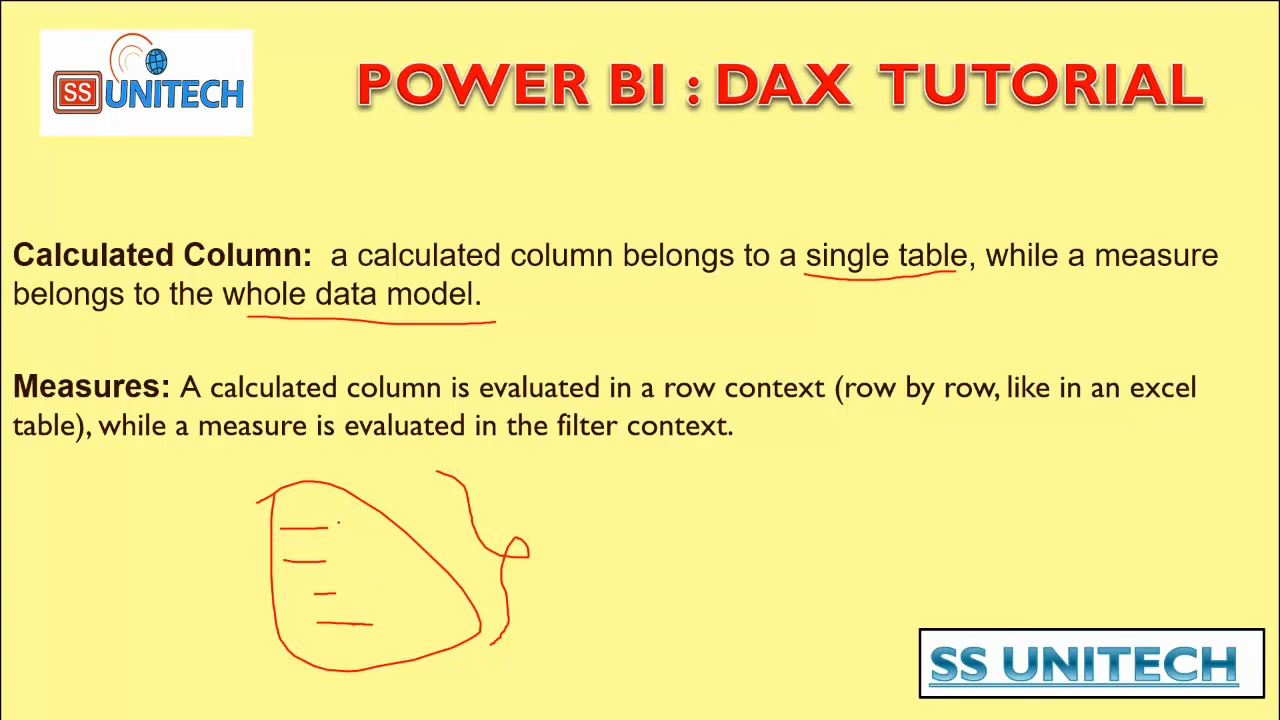 SS UNITECH
POWER BI : DAX TUTORIAL
Calculated Column: a calculated column belongs to a single table, while a measure
belongs to the whole data model.
Measures: A calculated column is evaluated in a row context (row by row, like in an excel
table), while a measure is evaluated in the filter context.
SS UNITECH